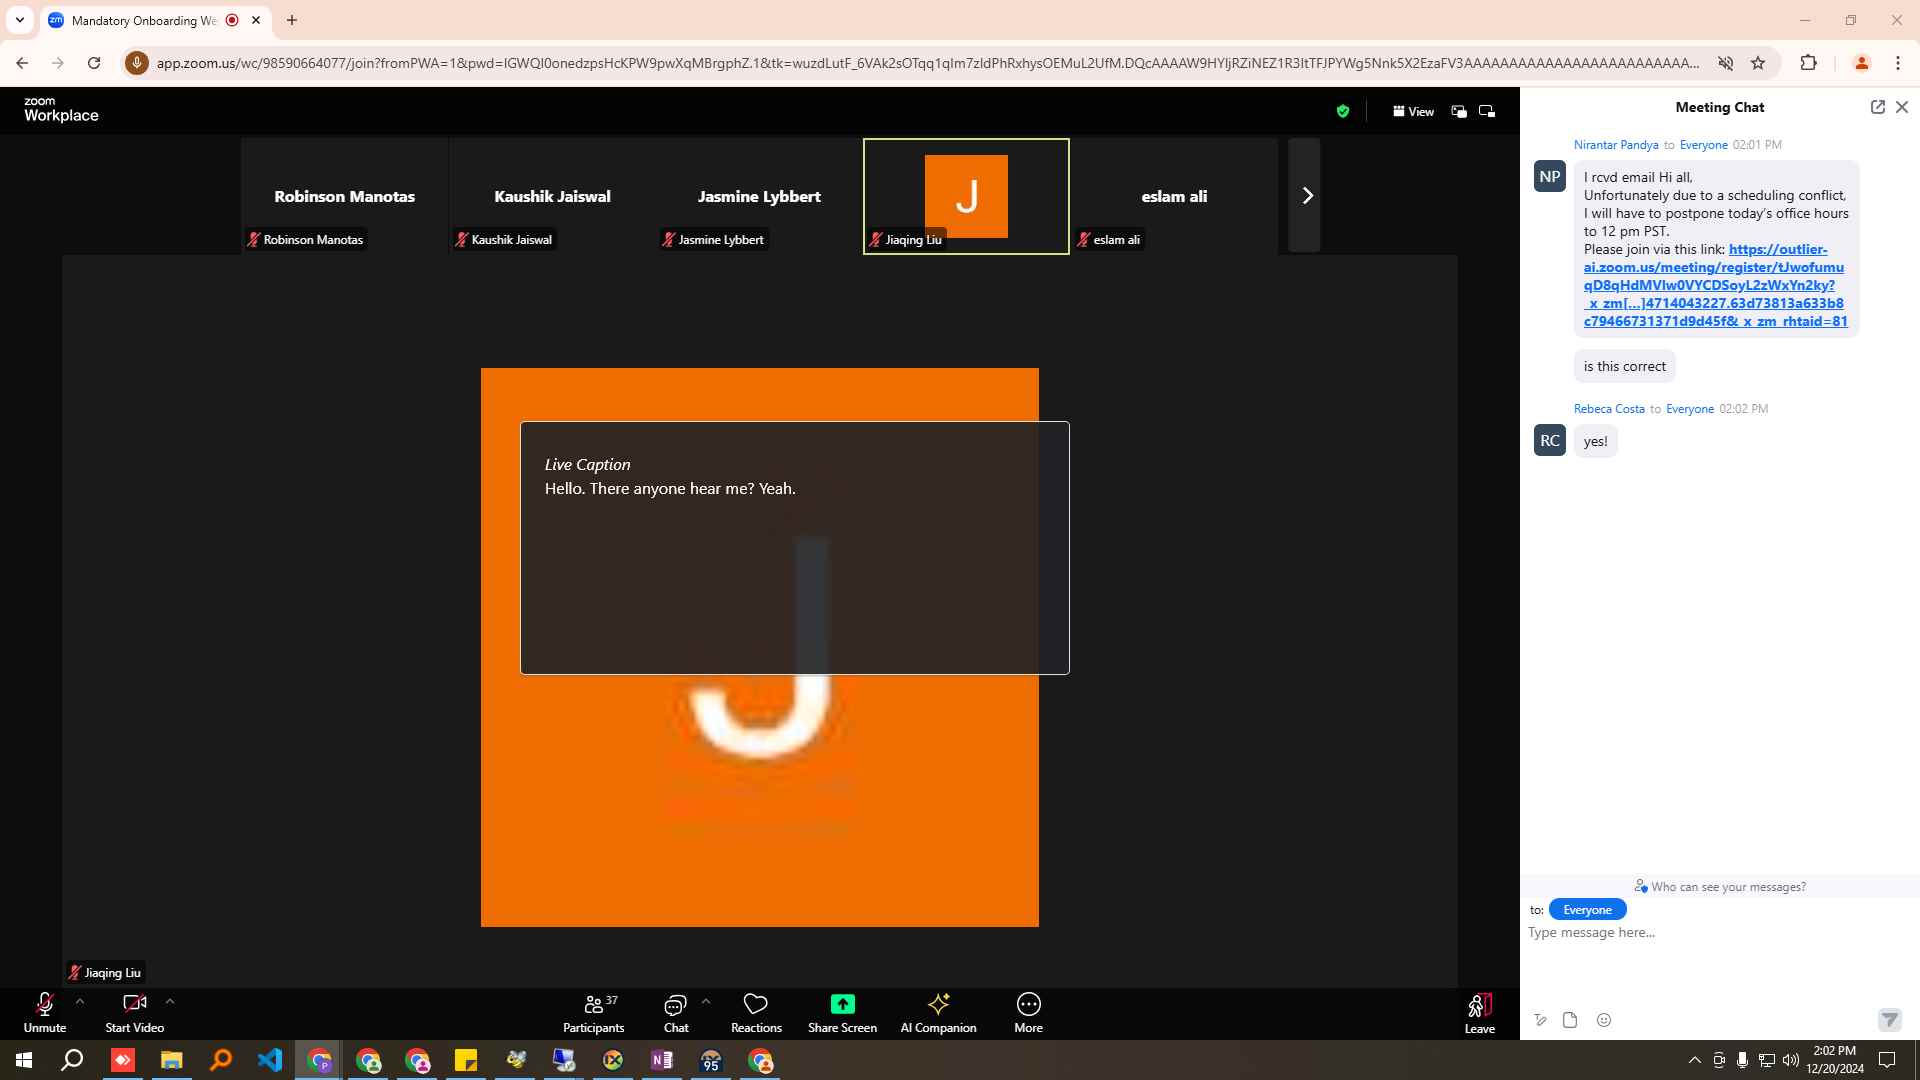 Mandatory Onboarding We
app.zoom.us/wc/98590664077/join?fromPWA=1&pwd=IGWQl0onedzpsHcKPW9pwXqMBrgphZ.1&tk=wuzdLutF_6VAk2sOTqq1qIm7zldPhRxhysOEMuL2UfM.DQcAAAAW9HYIjRZiNEZ1R3ItTFJPYWg5Nnk5X2EzaFV3AAAAAAAAAAAAAAAAAAAAAAAAA...
zoom
Workplace
View
Robinson Manotas
Kaushik Jaiswal
Jasmine Lybbert
J
eslam ali
Robinson Manotas
Kaushik Jaiswal
Jasmine Lybbert
Jiaqing Liu
eslam ali
Live Caption
Hello. There anyone hear me? Yeah.
J
Jiaqing Liu
Meeting Chat
Nirantar Pandya to Everyone 02:01 PM
NP
I rcvd email Hi all,
Unfortunately due to a scheduling conflict,
I will have to postpone today's office hours
to 12 pm PST.
Please join via this link: https://outlier-
ai.zoom.us/meeting/register/tJwofumu
qD8qHdMVlw0VYCDSoyL2zWxYn2ky?
_x_zm[...]4714043227.63d73813a633b8
c79466731371d9d45f&_x_zm_rhtaid=81
is this correct
Rebeca Costa to Everyone 02:02 PM
RC
yes!
Who can see your messages?
to: Everyone
Type message here...
Unmute
Start Video
37
Participants
Chat
Reactions
Share Screen
AI Companion
More
Leave
95
2:02 PM
12/20/2024